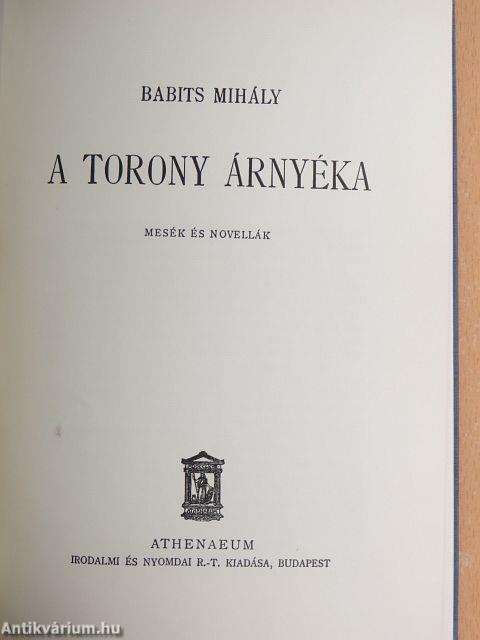 BABITS MIHÁLY
A TORONY ÁRNYÉKA
MESÉK ÉS NOVELLÁK
ATHENAEUM
IRODALMI ÉS NYOMDAI R.-T. KIADÁSA, BUDAPEST
Antikvárium.hu